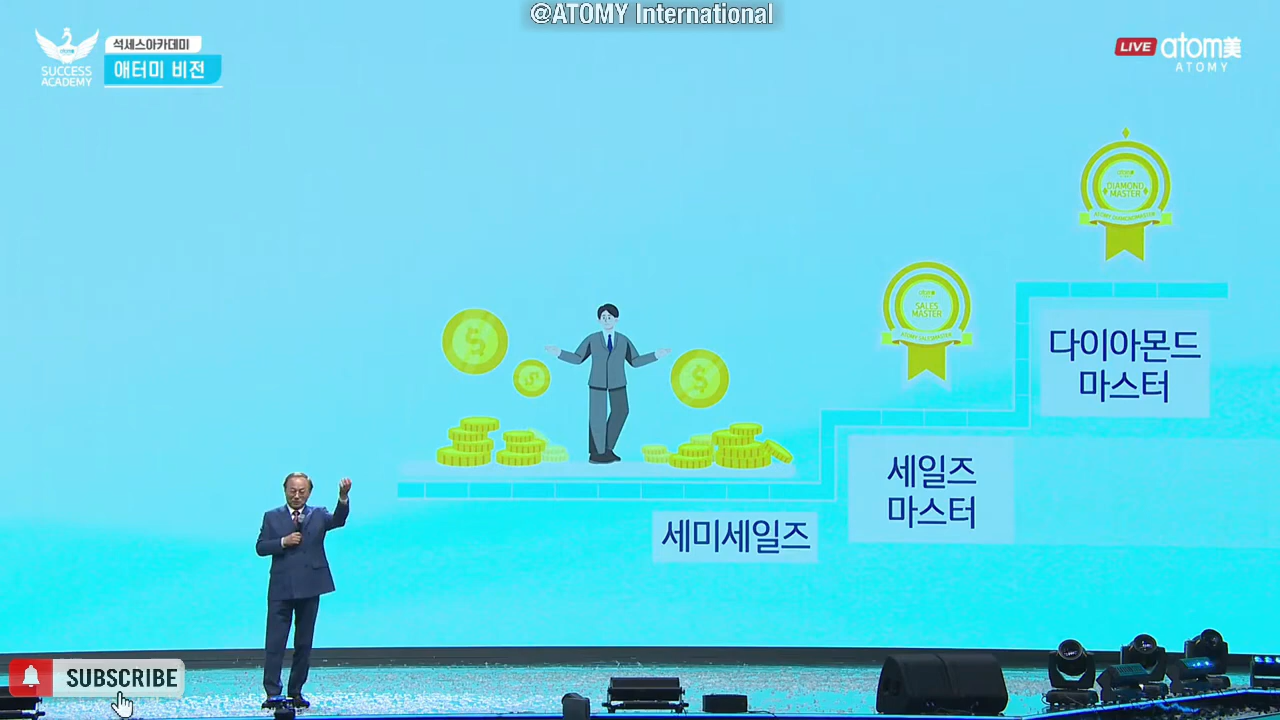 @ATOMY International
석세스아카데미
애터미 비전
SUCCESS
ACADEMY
LIVE atom美
ATOMY
DIAMOND
MASTER
SALES
MASTER
다이아몬드
마스터
세일즈
마스터
세미세일즈
SUBSCRIBE